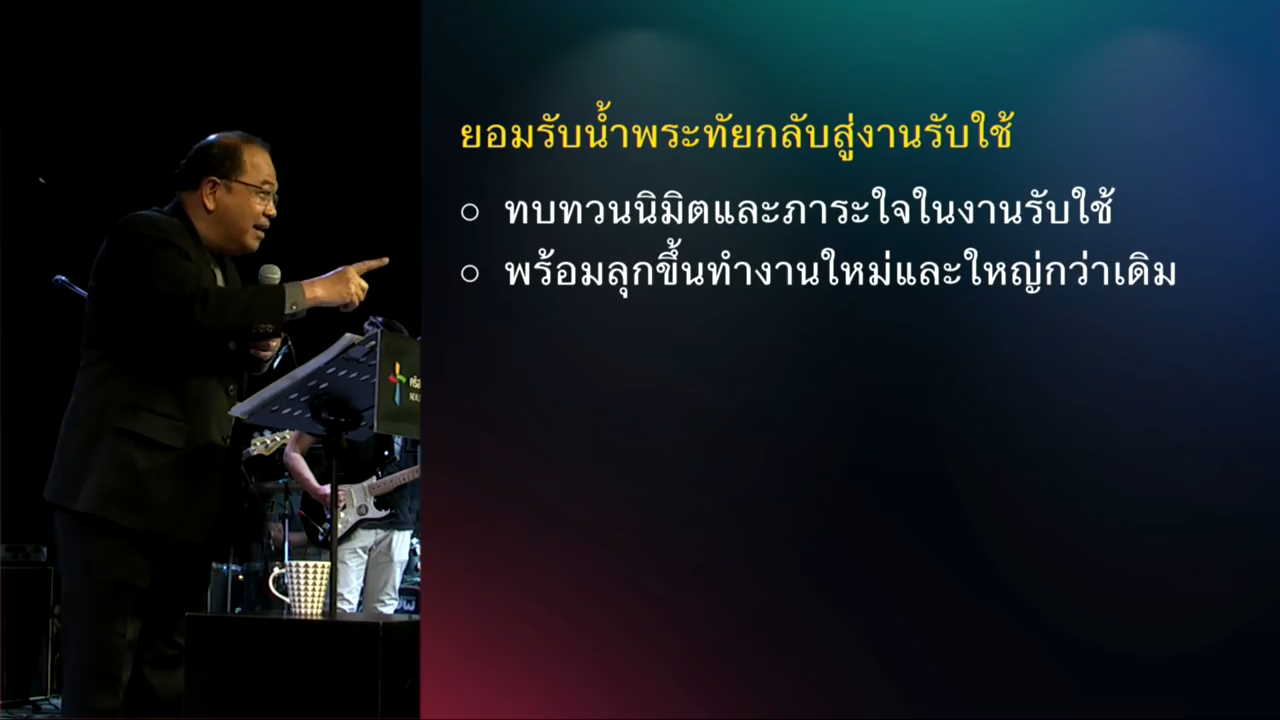 ยอมรับน้ำพระทัยกลับสู่งานรับใช้
○ ทบทวนนิมิตและภาระใจในงานรับใช้
○ พร้อมลุกขึ้นทำงานใหม่และใหญ่กว่าเดิม